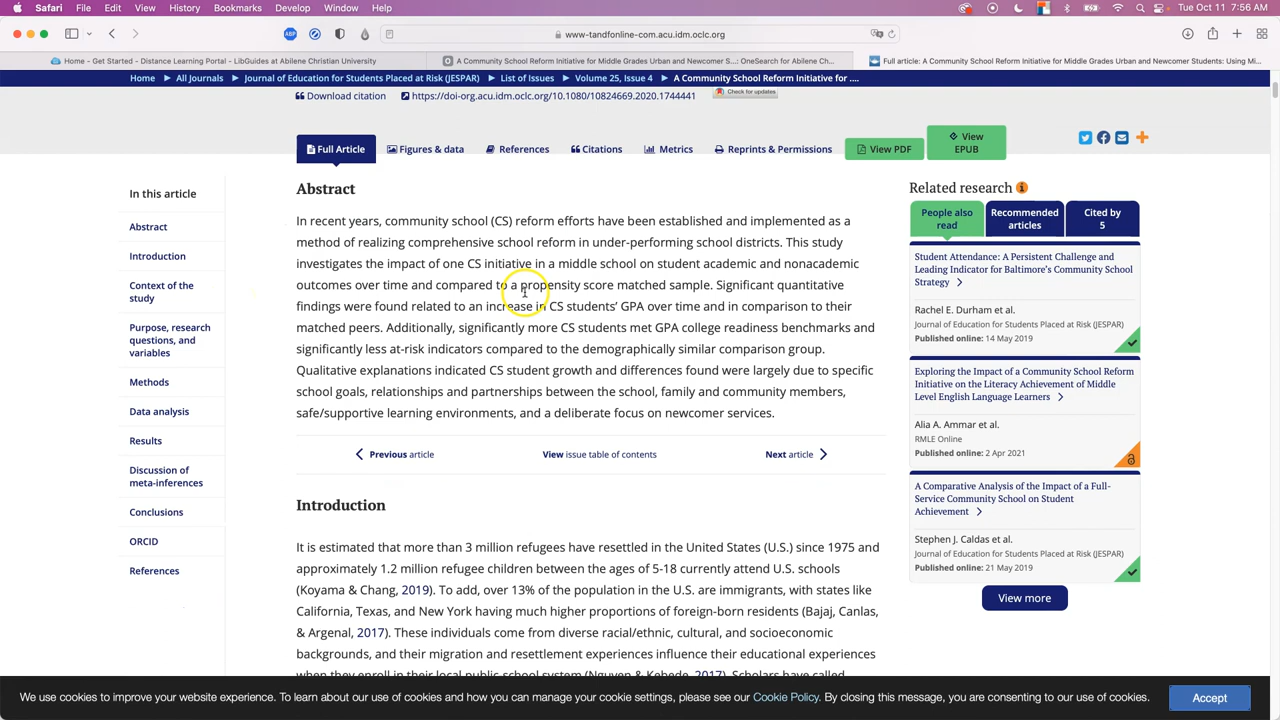 Safari File Edit View History Bookmarks Develop Window Help Tue Oct 11 7:56 AM
www-tandfonline-com.acu.idm.oclc.org
Home - Get Started - Distance Learning Portal - LibGuides at Abilene Christian University
A Community School Reform Initiative for Middle Grades Urban and Newcomer S...: OneSearch for Abilene Ch...
Full article: A Community School Reform Initiative for Middle Grades Urban and Newcomer Students: Using Mi...
Home All Journals Journal of Education for Students Placed at Risk (JESPAR) List of Issues Volume 25, Issue 4 A Community School Reform Initiative for ....
Download citation https://doi-org.acu.idm.oclc.org/10.1080/10824669.2020.1744441 Check for updates
Full Article Figures & data References Citations Metrics Reprints & Permissions View PDF View
EPUB
In this article
Abstract
Introduction
Context of the
study
Purpose, research
questions, and
variables
Methods
Data analysis
Results
Discussion of
meta-inferences
Conclusions
ORCID
References
Abstract
In recent years, community school (CS) reform efforts have been established and implemented as a
method of realizing comprehensive school reform in under-performing school districts. This study
investigates the impact of one CS initiative in a middle school on student academic and nonacademic
outcomes over time and compared to a propensity score matched sample. Significant quantitative
findings were found related to an increase in CS students' GPA over time and in comparison to their
matched peers. Additionally, significantly more CS students met GPA college readiness benchmarks and
significantly less at-risk indicators compared to the demographically similar comparison group.
Qualitative explanations indicated CS student growth and differences found were largely due to specific
school goals, relationships and partnerships between the school, family and community members,
safe/supportive learning environments, and a deliberate focus on newcomer services.
Previous article View issue table of contents Next article
Introduction
It is estimated that more than 3 million refugees have resettled in the United States (U.S.) since 1975 and
approximately 1.2 million refugee children between the ages of 5-18 currently attend U.S. schools
(Koyama & Chang, 2019). To add, over 13% of the population in the U.S. are immigrants, with states like
California, Texas, and New York having much higher proportions of foreign-born residents (Bajaj, Canlas,
& Argenal, 2017). These individuals come from diverse racial/ethnic, cultural, and socioeconomic
backgrounds, and their migration and resettlement experiences influence their educational experiences
when they enroll in their local public school system (Nguyen & Kebede, 2017). Scholars have called
Related research
People also
read
Recommended
articles
Cited by
5
Student Attendance: A Persistent Challenge and
Leading Indicator for Baltimore's Community School
Strategy
Rachel E. Durham et al.
Journal of Education for Students Placed at Risk (JESPAR)
Published online: 14 May 2019
Exploring the Impact of a Community School Reform
Initiative on the Literacy Achievement of Middle
Level English Language Learners
Alia A. Ammar et al.
RMLE Online
Published online: 2 Apr 2021
A Comparative Analysis of the Impact of a Full-
Service Community School on Student
Achievement
Stephen J. Caldas et al.
Journal of Education for Students Placed at Risk (JESPAR)
Published online: 21 May 2019
View more
We use cookies to improve your website experience. To learn about our use of cookies and how you can manage your cookie settings, please see our Cookie Policy. By closing this message, you are consenting to our use of cookies. Accept